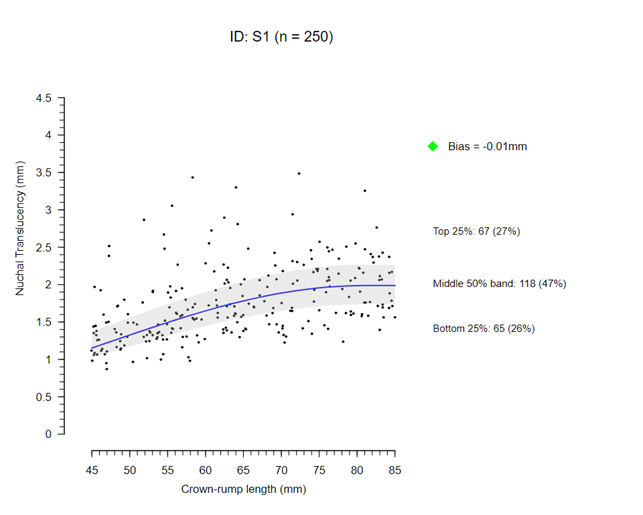 ID: S1 (n = 250)
4.5
4
3.5
3
2.5
2
1.5
1
0.5
0
Nuchal Translucency (mm)
45 50 55 60 65 70 75 80 85
Crown-rump length (mm)
Bias = -0.01mm
Top 25%: 67 (27%)
Middle 50% band: 118 (47%)
Bottom 25%: 65 (26%)